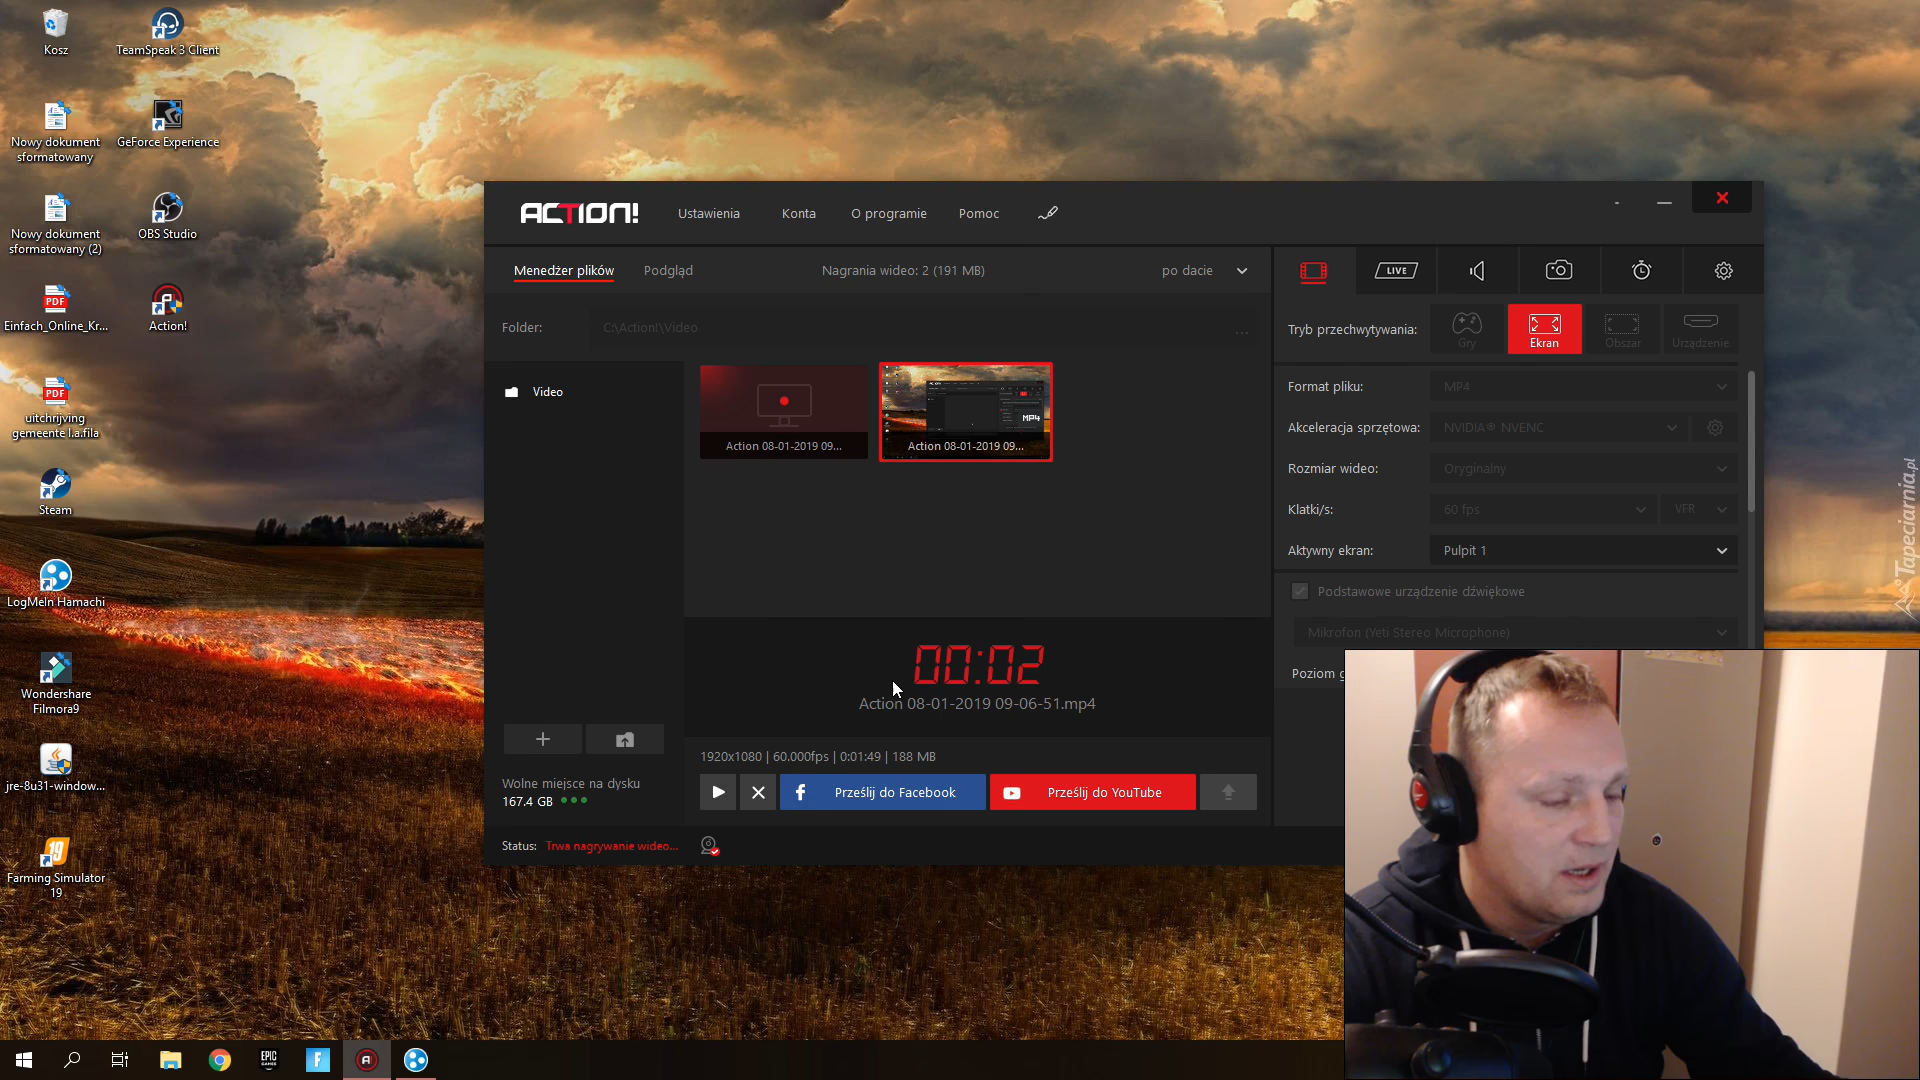 Kosz
TeamSpeak 3 Client
Nowy dokument
sformatowany
GeForce Experience
Nowy dokument
sformatowany (2)
OBS Studio
PDF
Einfach_Online_Kr...
Action!
PDF
uitchrijving
gemeente l.a.fila
Steam
LogMeIn Hamachi
Wondershare
Filmora9
jre-8u31-window...
19
Farming Simulator
19
ACTION!
Ustawienia
Konta
O programie
Pomoc
Menedżer plików
Podgląd
Nagrania wideo: 2 (191 MB)
po dacie
Folder:
C:\Action!\Video
...
Video
Action 08-01-2019 09...
MP4
Action 08-01-2019 09...
00:02
Action 08-01-2019 09-06-51.mp4
1920x1080 | 60.000fps | 0:01:49 | 188 MB
Prześlij do Facebook
Prześlij do YouTube
Wolne miejsce na dysku
167.4 GB
Status: Trwa nagrywanie wideo...
LIVE
Tryb przechwytywania:
Gry
Ekran
Obszar
Urządzenie
Format pliku:
MP4
Akceleracja sprzętowa:
NVIDIA® NVENC
Rozmiar wideo:
Oryginalny
Klatki/s:
60 fps
VFR
Aktywny ekran:
Pulpit 1
Podstawowe urządzenie dźwiękowe
Mikrofon (Yeti Stereo Microphone)
Poziom g
Tapeciarnia.pl
EPIC
GAMES